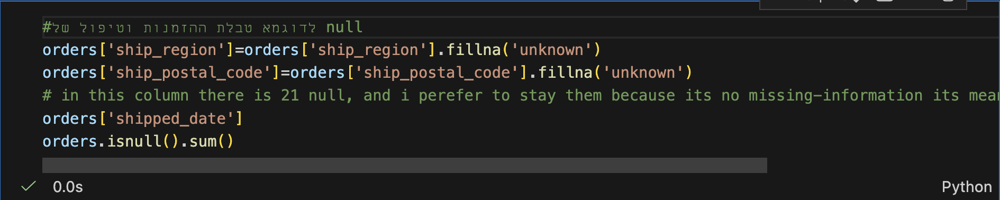 #לדוגמא טבלת ההזמנות וטיפול של null
orders['ship_region']=orders['ship_region'].fillna('unknown')
orders['ship_postal_code']=orders['ship_postal_code'].fillna('unknown')
# in this column there is 21 null, and i perefer to stay them because its no missing-information its
orders['shipped_date']
orders.isnull().sum()
0.0s
Python